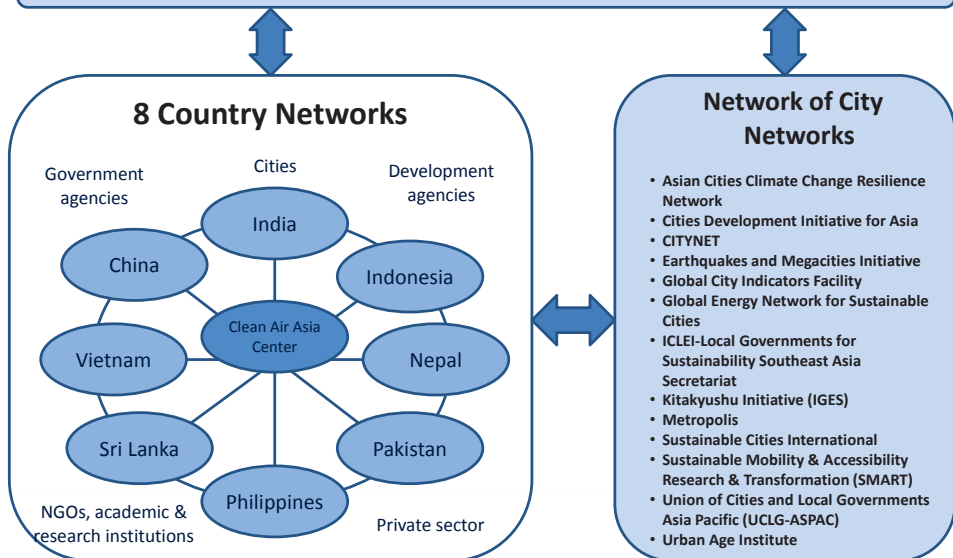 8 Country Networks
Government
agencies
Cities
Development
agencies
India
China
Indonesia
Clean Air Asia
Center
Vietnam
Nepal
Sri Lanka
Pakistan
Philippines
NGOs, academic &
research institutions
Private sector
Network of City
Networks
• Asian Cities Climate Change Resilience
Network
• Cities Development Initiative for Asia
• CITYNET
• Earthquakes and Megacities Initiative
• Global City Indicators Facility
• Global Energy Network for Sustainable
Cities
• ICLEI-Local Governments for
Sustainability Southeast Asia
Secretariat
• Kitakyushu Initiative (IGES)
• Metropolis
• Sustainable Cities International
• Sustainable Mobility & Accessibility
Research & Transformation (SMART)
• Union of Cities and Local Governments
Asia Pacific (UCLG-ASPAC)
• Urban Age Institute